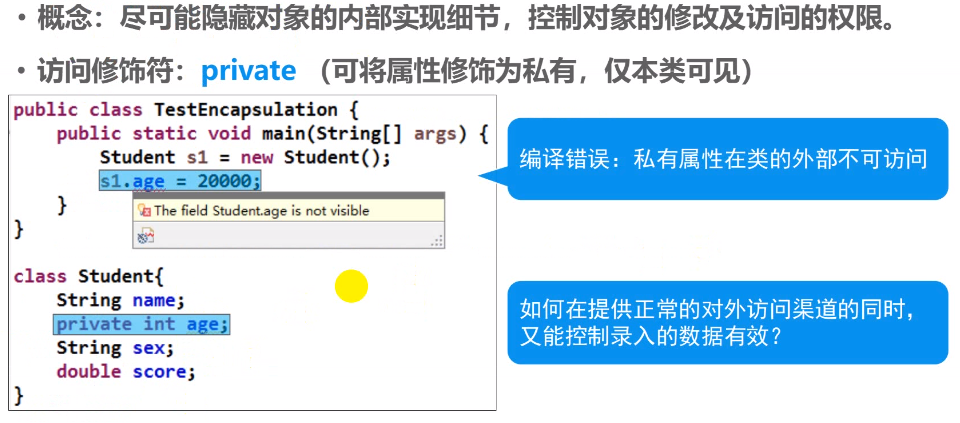 • 概念：尽可能隐藏对象的内部实现细节，控制对象的修改及访问的权限。
• 访问修饰符：private （可将属性修饰为私有，仅本类可见）
public class TestEncapsulation {
public static void main(String[] args) {
Student s1 = new Student();
s1.age = 20000;
The field Student.age is not visible
}
}
class Student{
String name;
private int age;
String sex;
double score;
}
编译错误：私有属性在类的外部不可访问
如何在提供正常的对外访问渠道的同时，
又能控制录入的数据有效？